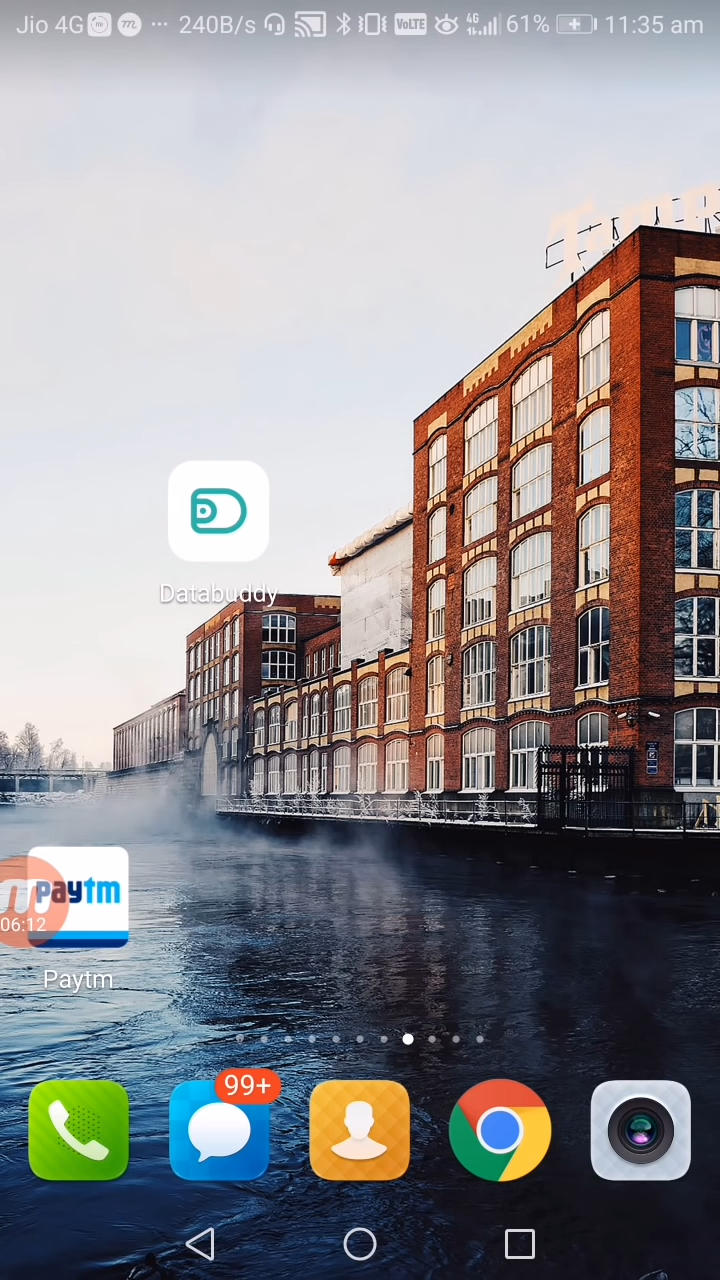 Jio 4G ··· 240B/s VoLTE 4G 61% 11:35 am
Databuddy
paytm
06:12
Paytm
99+